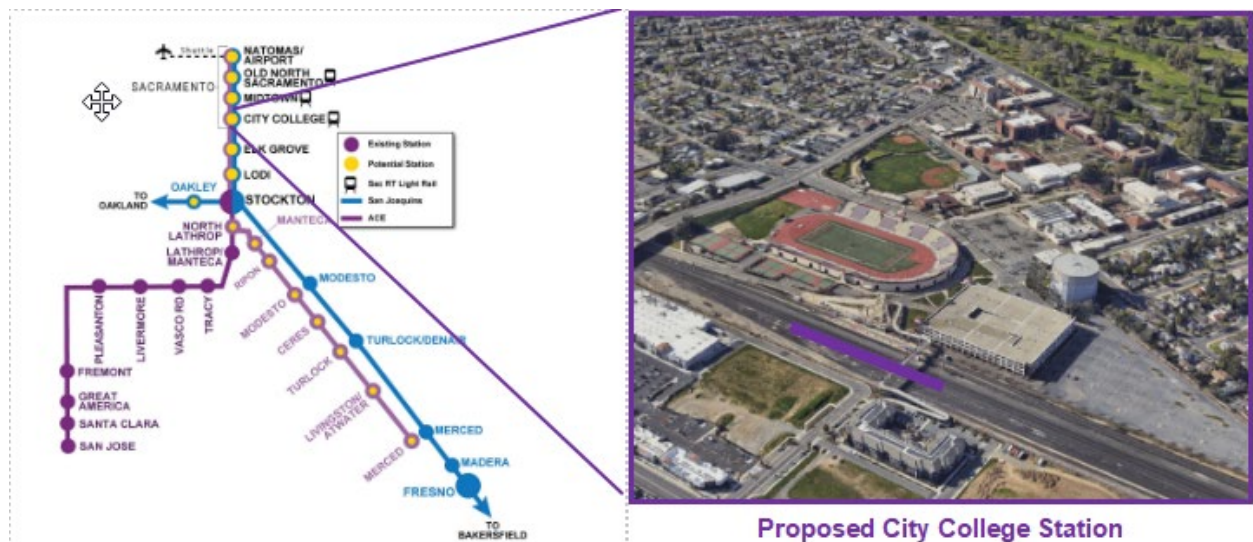 Shuttle
NATOMAS/
AIRPORT
OLD NORTH
SACRAMENTO
SACRAMENTO
MIDTOWN
CITY COLLEGE
ELK GROVE
LODI
Existing Station
Potential Station
Sac RT Light Rail
San Joaquins
ACE
TO
OAKLAND
OAKLEY
STOCKTON
NORTH
LATHROP
MANTECA
LATHROP/
MANTECA
RIPON
MODESTO
MODESTO
CERES
TURLOCK/DENAIR
TURLOCK
PLEASANTON
LIVERMORE
VASCO RD
TRACY
LIVINGSTON/
ATWATER
FREMONT
GREAT
AMERICA
SANTA CLARA
SAN JOSE
MERCED
MERCED
MADERA
FRESNO
TO
BAKERSFIELD
Proposed City College Station